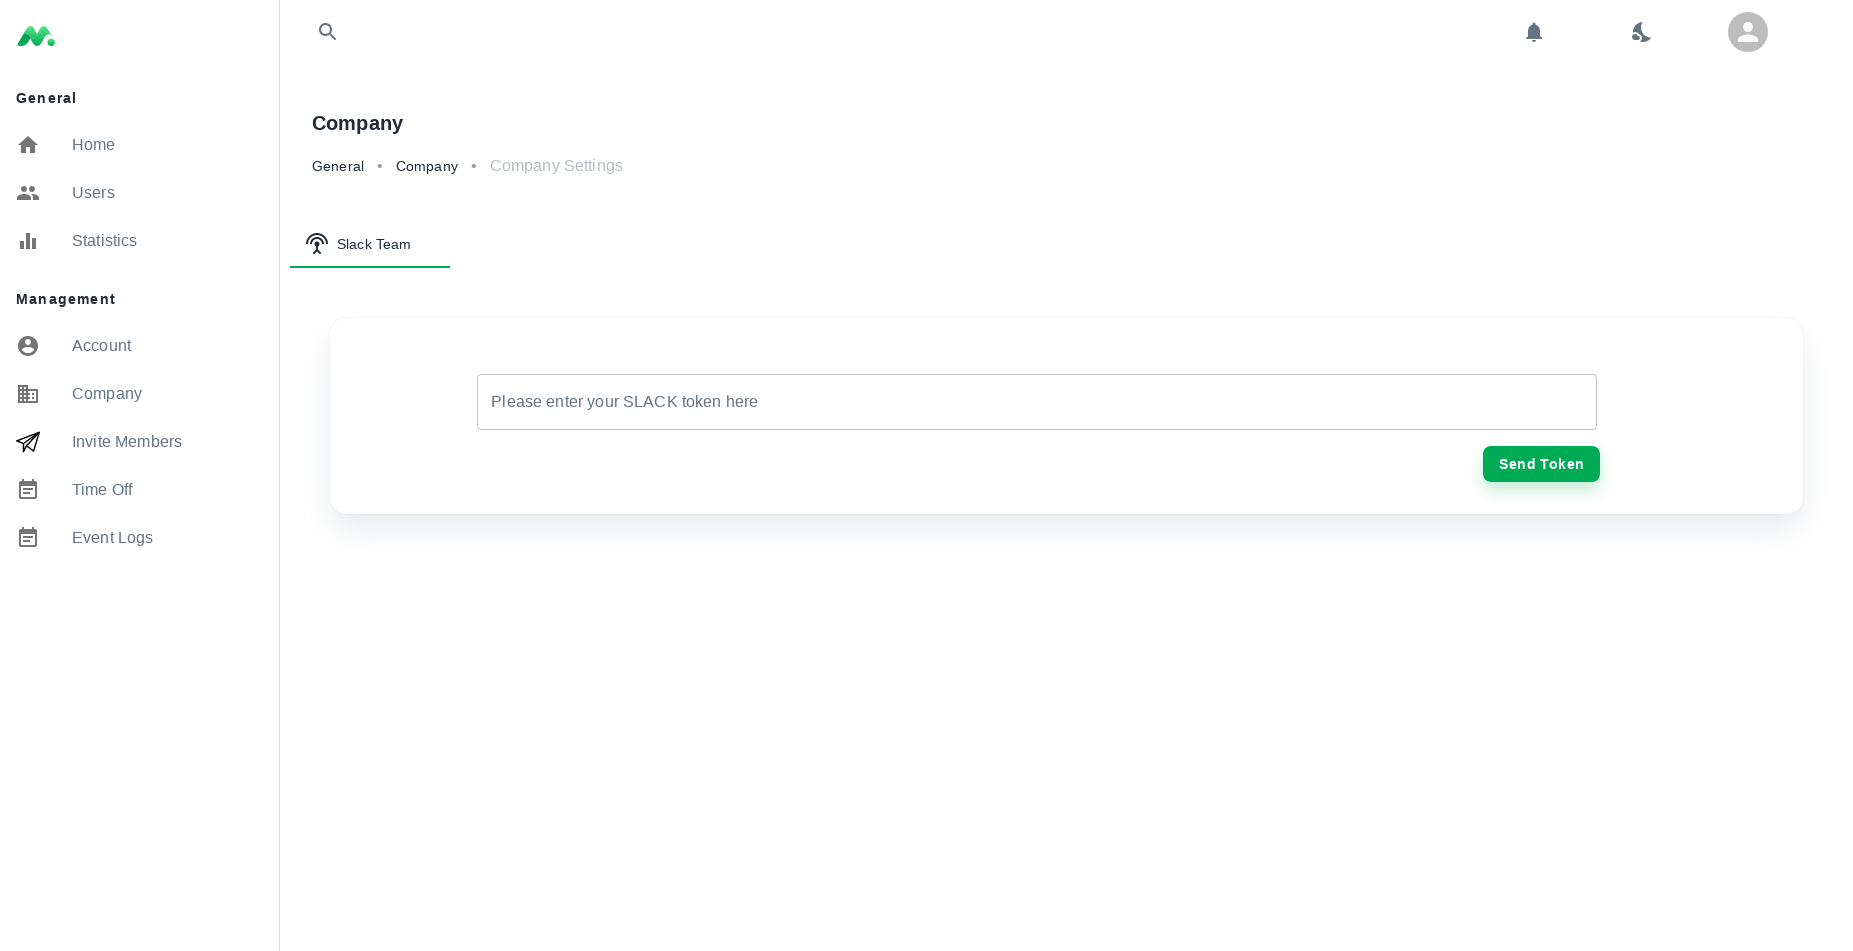 General
Home
Users
Statistics
Management
Account
Company
Invite Members
Time Off
Event Logs
Company
General • Company • Company Settings
Slack Team
Please enter your SLACK token here
Send Token